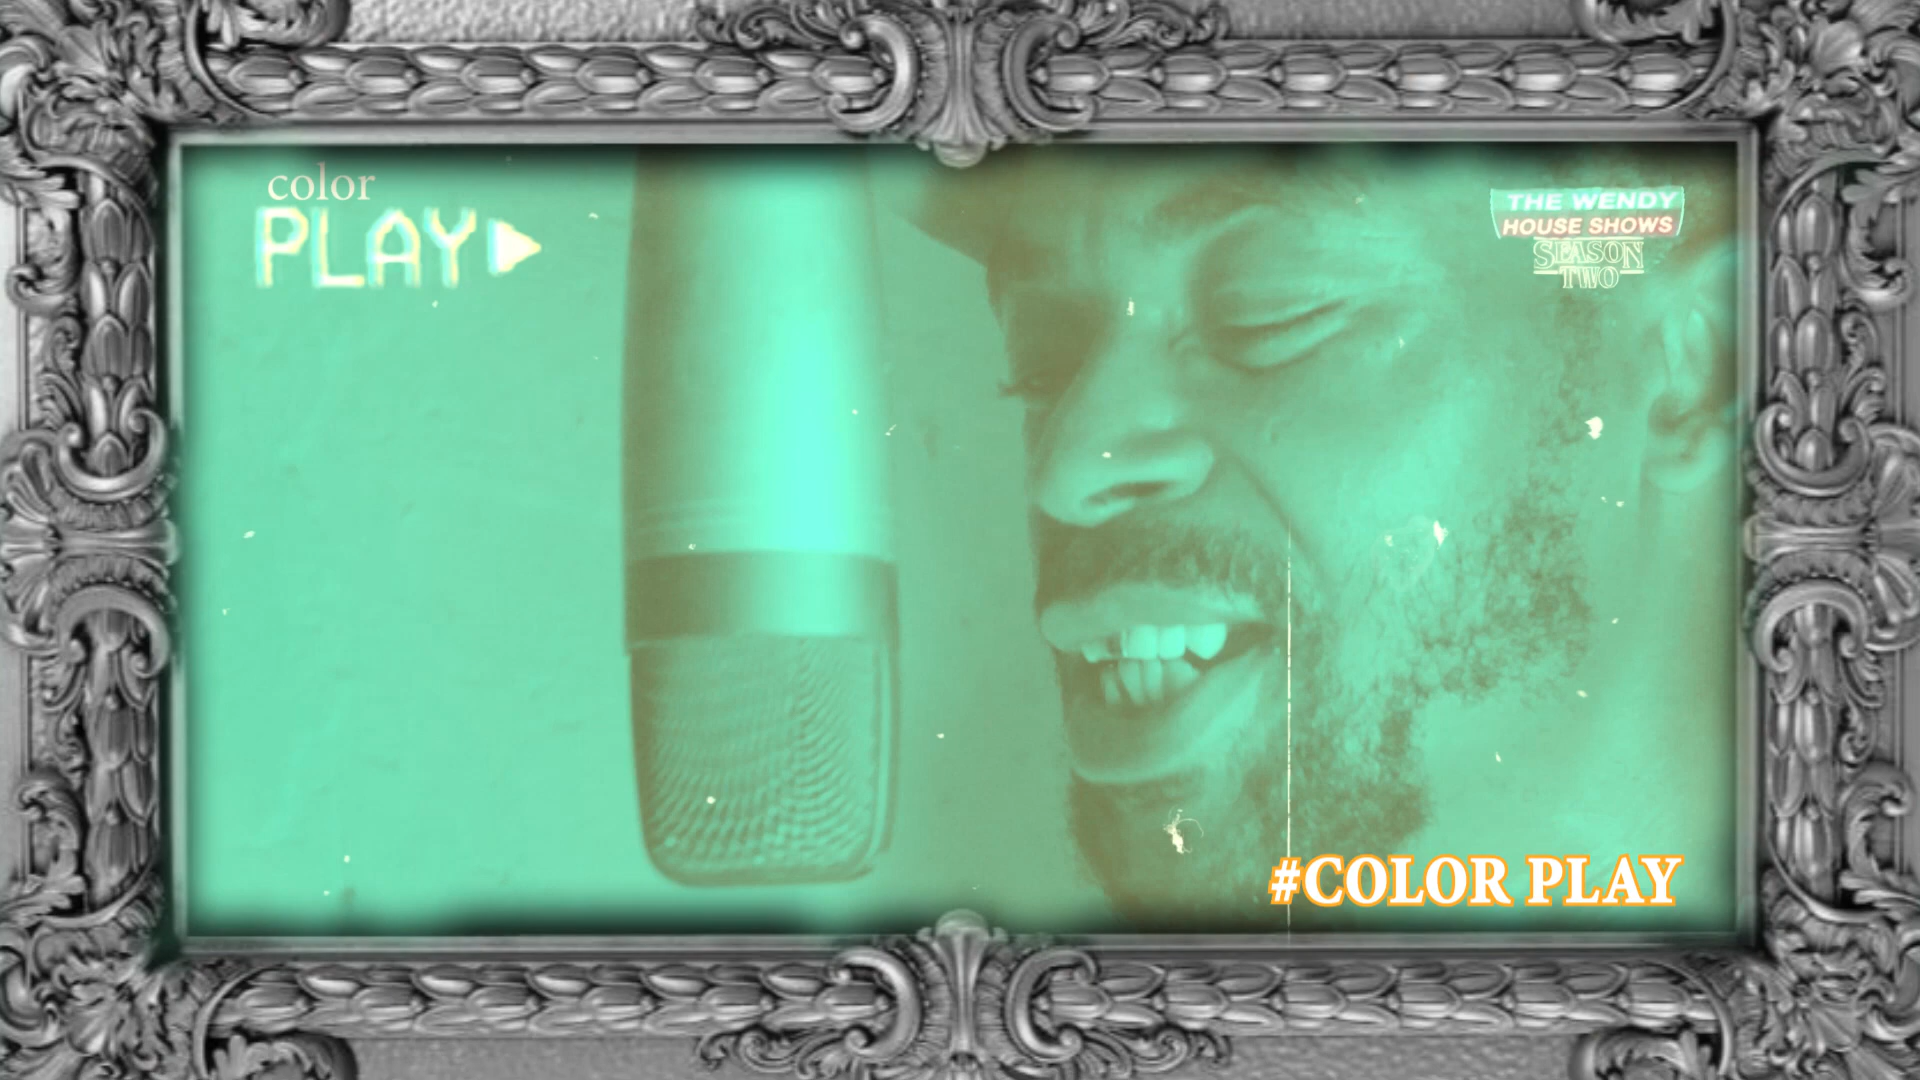 color
PLAY
THE WENDY
HOUSE SHOWS
SEASON
TWO
#COLOR PLAY